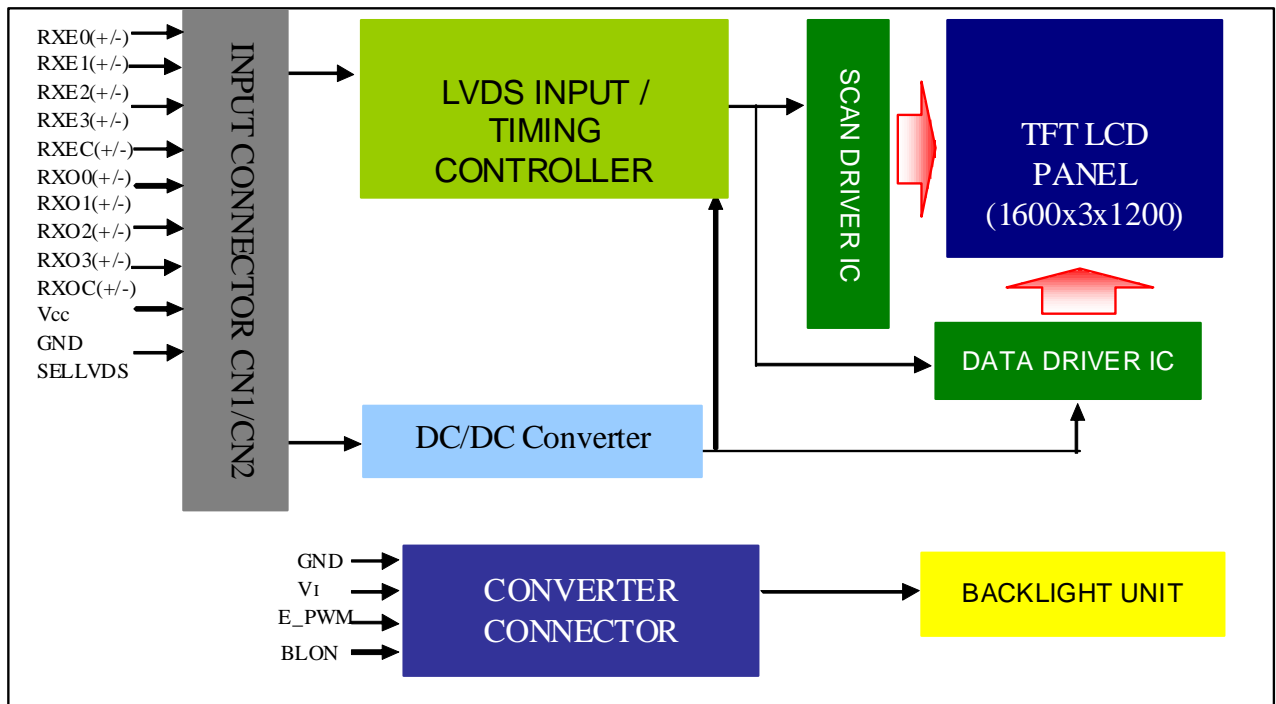 RXE0(+/-)
RXE1(+/-)
RXE2(+/-)
RXE3(+/-)
RXEC(+/-)
RXO0(+/-)
RXO1(+/-)
RXO2(+/-)
RXO3(+/-)
RXOC(+/-)
Vcc
GND
SELLVDS
INPUT CONNECTOR CN1/CN2
LVDS INPUT /
TIMING
CONTROLLER
SCAN DRIVER IC
TFT LCD
PANEL
(1600x3x1200)
DATA DRIVER IC
DC/DC Converter
GND
VI
E_PWM
BLON
CONVERTER
CONNECTOR
BACKLIGHT UNIT